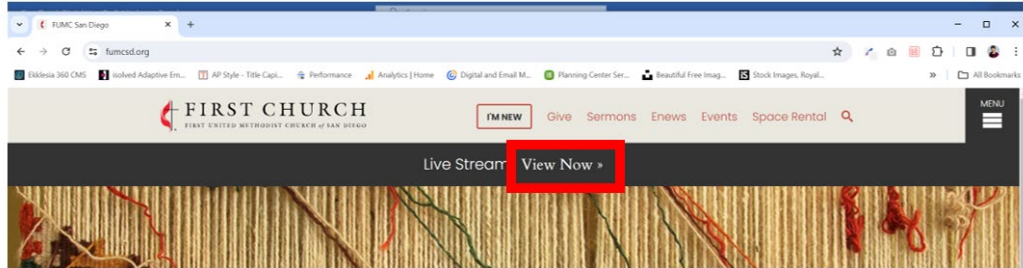 FUMC San Diego
fumcsd.org
Ekklesia 360 CMS isolved Adaptive Em... AP Style - Title Capi... Performance Analytics | Home Digital and Email M... Planning Center Ser... Beautiful Free Imag... Stock Images, Royal... » All Bookmarks
FIRST CHURCH
FIRST UNITED METHODIST CHURCH of SAN DIEGO
I'M NEW Give Sermons Enews Events Space Rental
MENU
Live Stream View Now »